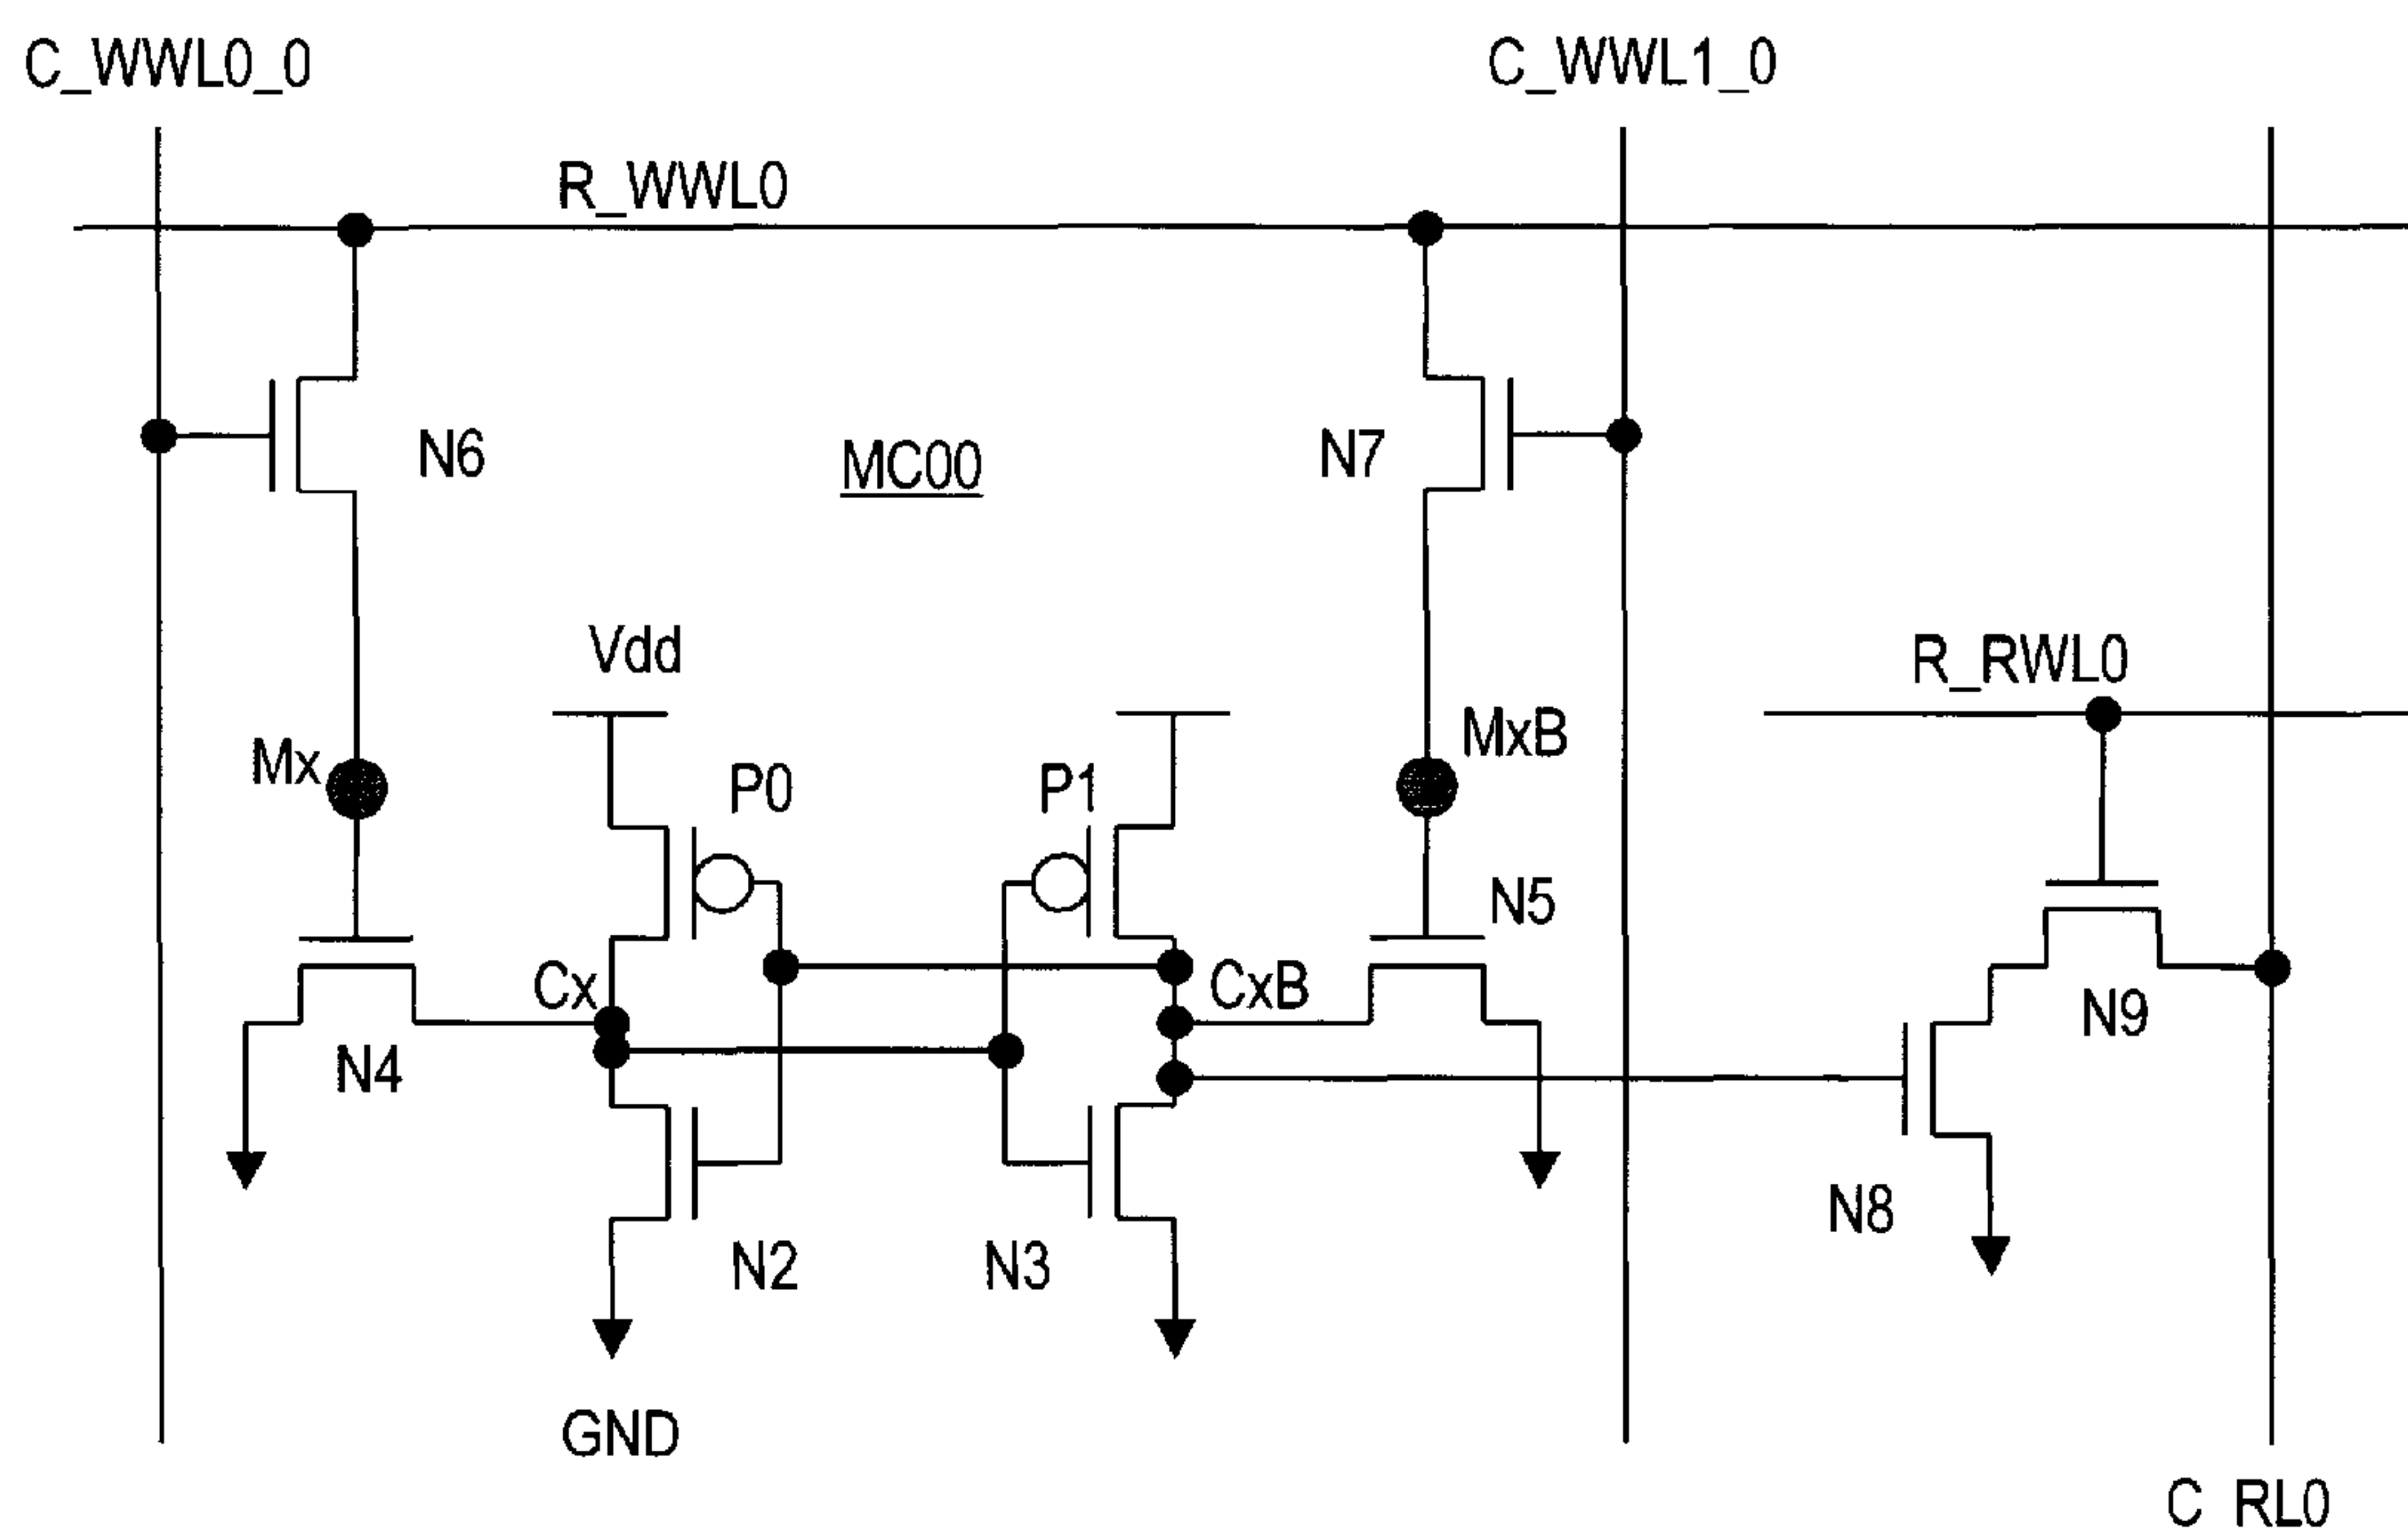 C_WWL0_0
C_WWL1_0
R_WWL0
N6
MC00
N7
Vdd
R_RWL0
Mx
P0
P1
MxB
N5
Cx
CxB
N9
N4
N8
N2
N3
GND
C RL0